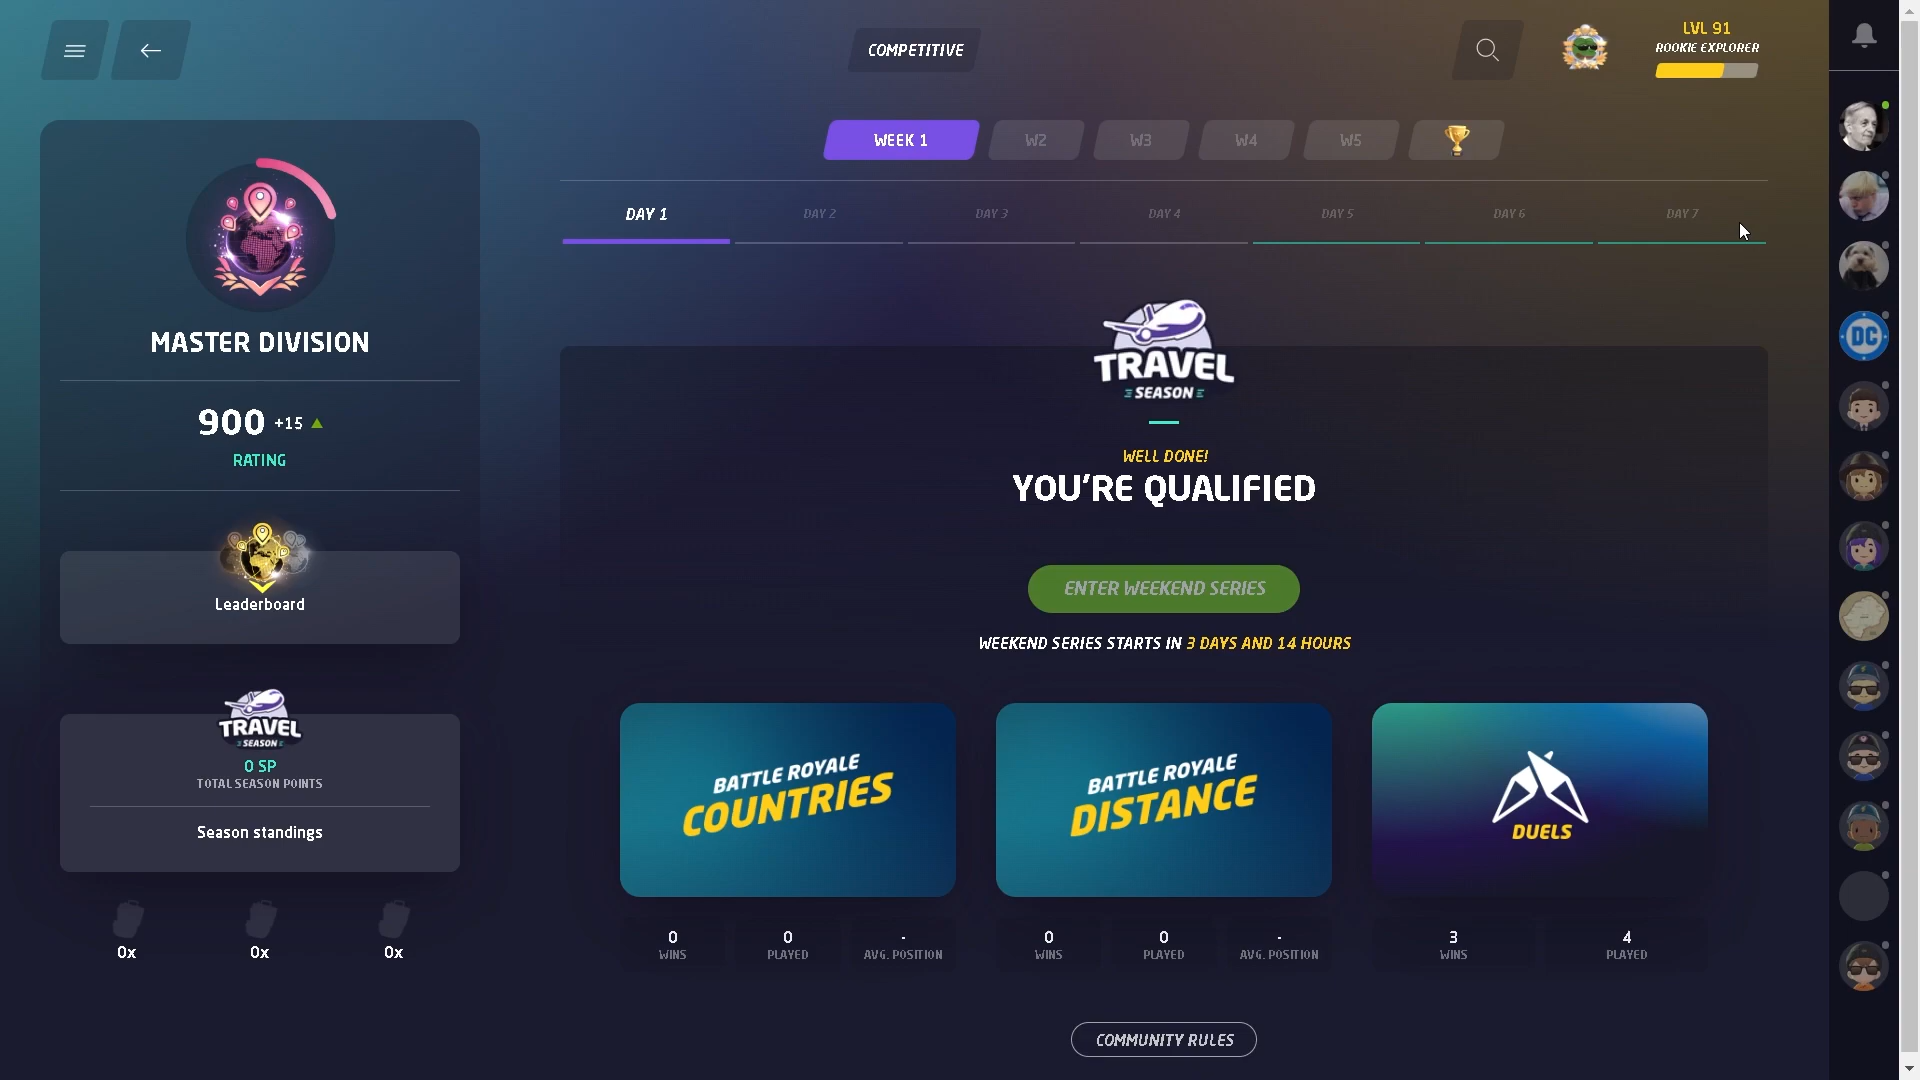 COMPETITIVE
LVL 91
ROOKIE EXPLORER
WEEK 1
W2
W3
W4
W5
DAY 1
DAY 2
DAY 3
DAY 4
DAY 5
DAY 6
DAY 7
MASTER DIVISION
900 +15
RATING
Leaderboard
TRAVEL
SEASON
0 SP
TOTAL SEASON POINTS
Season standings
0x
0x
0x
TRAVEL
SEASON
WELL DONE!
YOU'RE QUALIFIED
ENTER WEEKEND SERIES
WEEKEND SERIES STARTS IN 3 DAYS AND 14 HOURS
BATTLE ROYALE
COUNTRIES
0
WINS
0
PLAYED
-
AVG. POSITION
BATTLE ROYALE
DISTANCE
0
WINS
0
PLAYED
-
AVG. POSITION
DUELS
3
WINS
4
PLAYED
COMMUNITY RULES
DC